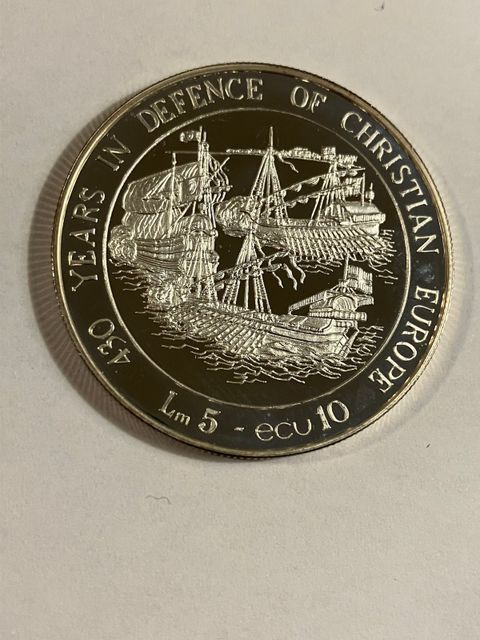 430 YEARS IN DEFENCE OF CHRISTIAN EUROPE
Lm 5 - ecu 10